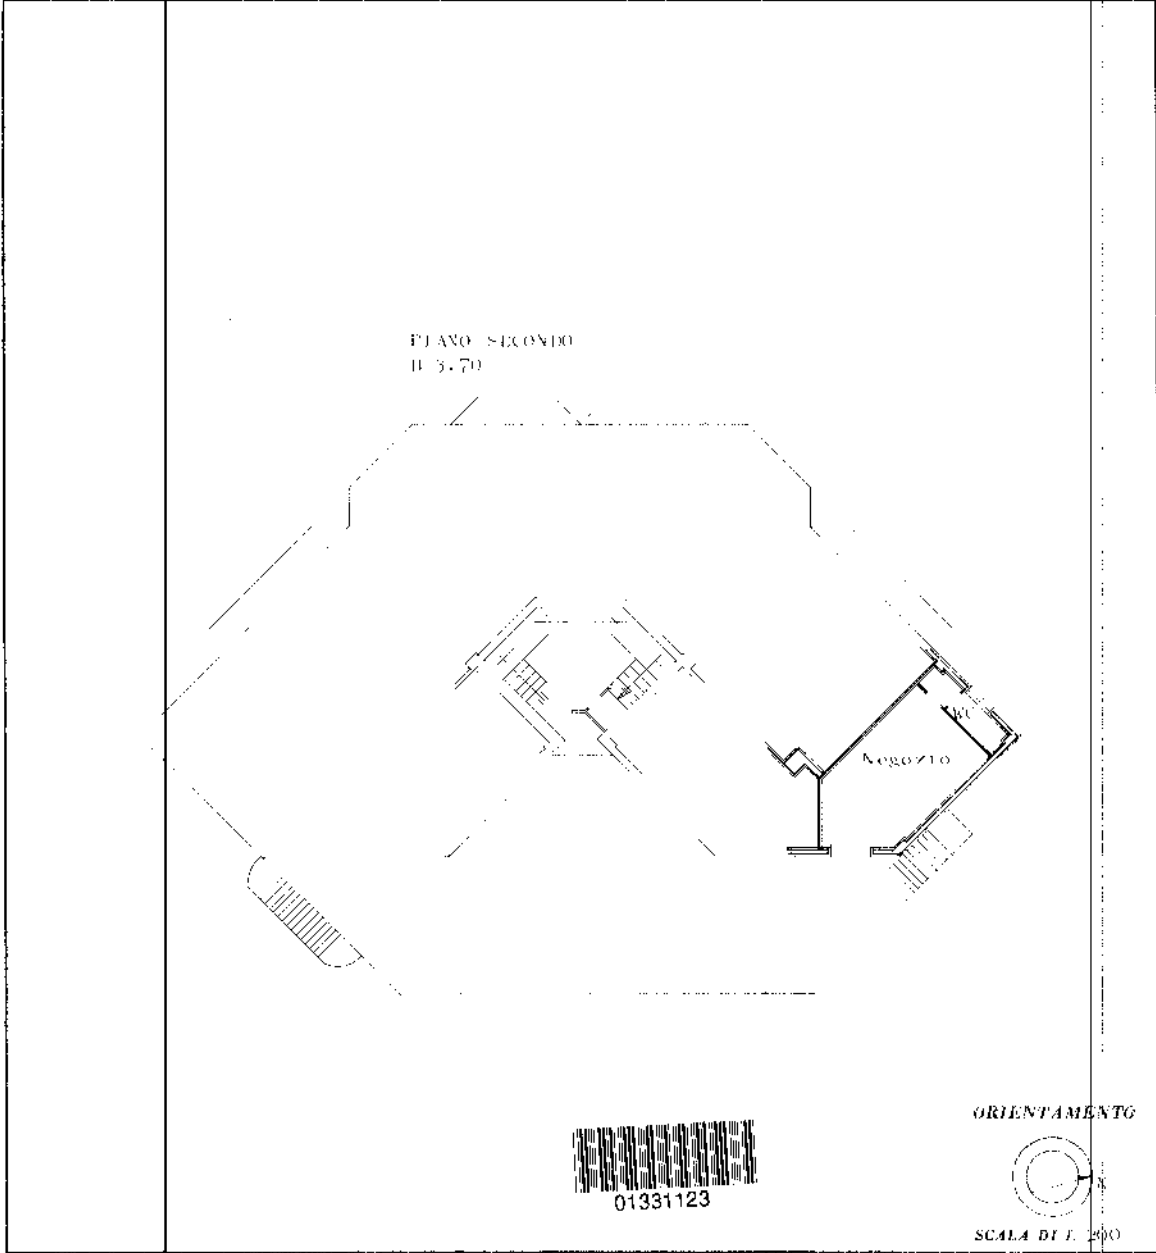 PIANO SECONDO
H 3.70
WC
Negozio
ORIENTAMENTO
01331123
SCALA DI 1: 200